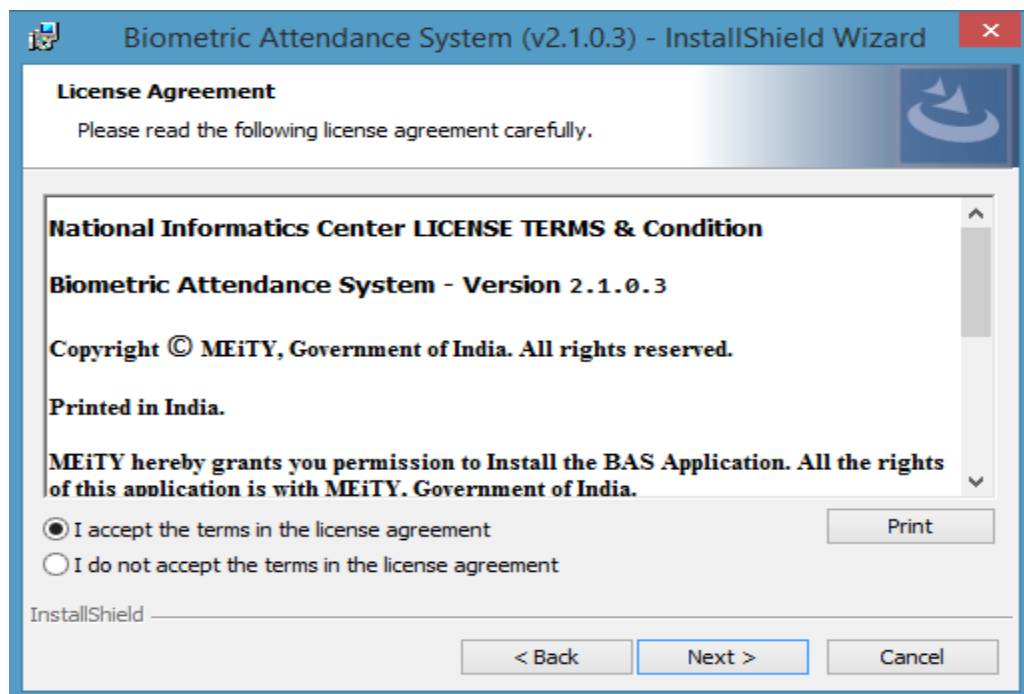 Biometric Attendance System (v2.1.0.3) - InstallShield Wizard
License Agreement
Please read the following license agreement carefully.
National Informatics Center LICENSE TERMS & Condition
Biometric Attendance System - Version 2.1.0.3
Copyright © MEiTY, Government of India. All rights reserved.
Printed in India.
MEiTY hereby grants you permission to Install the BAS Application. All the rights
of this application is with MEiTY, Government of India.
I accept the terms in the license agreement
Print
I do not accept the terms in the license agreement
InstallShield
< Back
Next >
Cancel